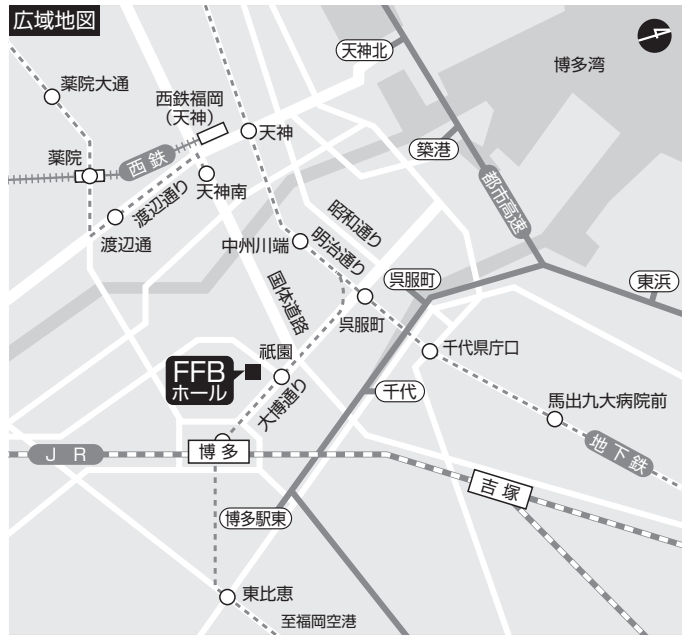 広域地図
天神北
博多湾
薬院大通
西鉄福岡
（天神）
天神
築港
薬院
西鉄
天神南
都市高速
渡辺通り
昭和通り
渡辺通
中州川端
明治通り
呉服町
東浜
国体道路
呉服町
祇園
千代県庁口
FFB
ホール
大博通り
千代
馬出九大病院前
JR
博多
地下鉄
吉塚
博多駅東
東比恵
至福岡空港